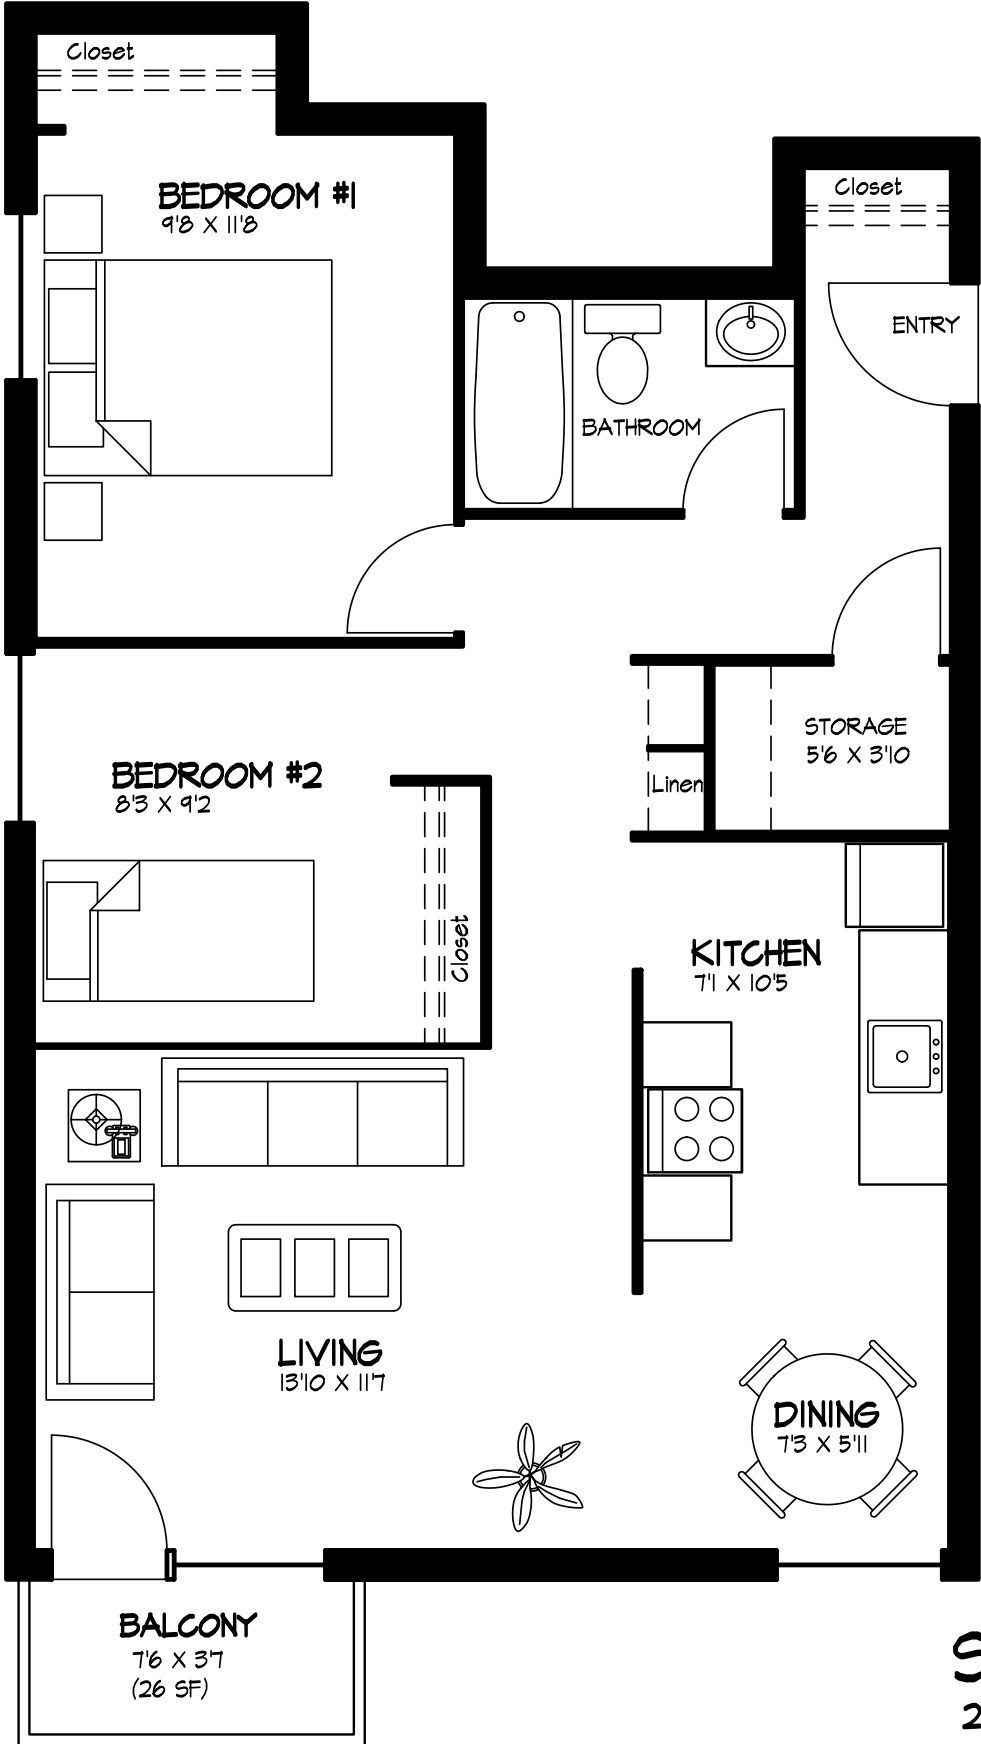 Closet
BEDROOM #1
9'8 X 11'8
Closet
ENTRY
BATHROOM
STORAGE
5'6 X 3'10
Linen
BEDROOM #2
8'3 X 9'2
Closet
KITCHEN
7'1 X 10'5
LIVING
13'10 X 11'7
DINING
7'3 X 5'11
BALCONY
7'6 X 3'7
(26 SF)
S
2